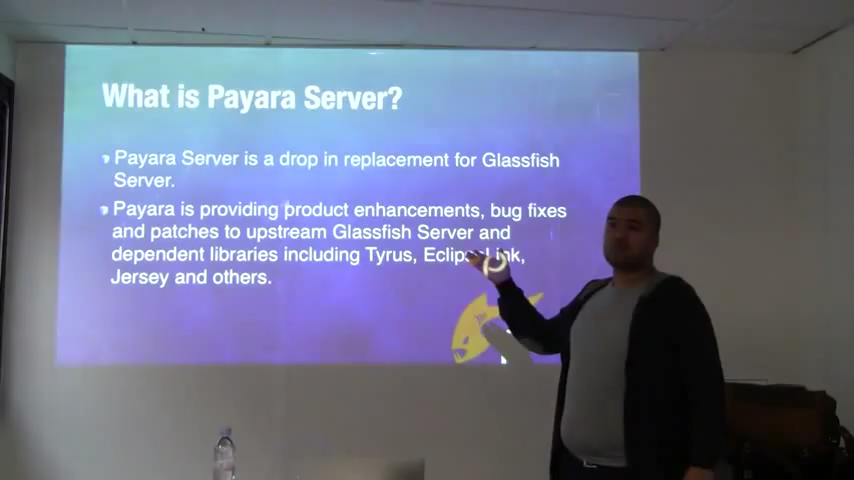 What is Payara Server?
Payara Server is a drop in replacement for Glassfish
Server.
Payara is providing product enhancements, bug fixes
and patches to upstream Glassfish Server and
dependent libraries including Tyrus, EclipseLink,
Jersey and others.